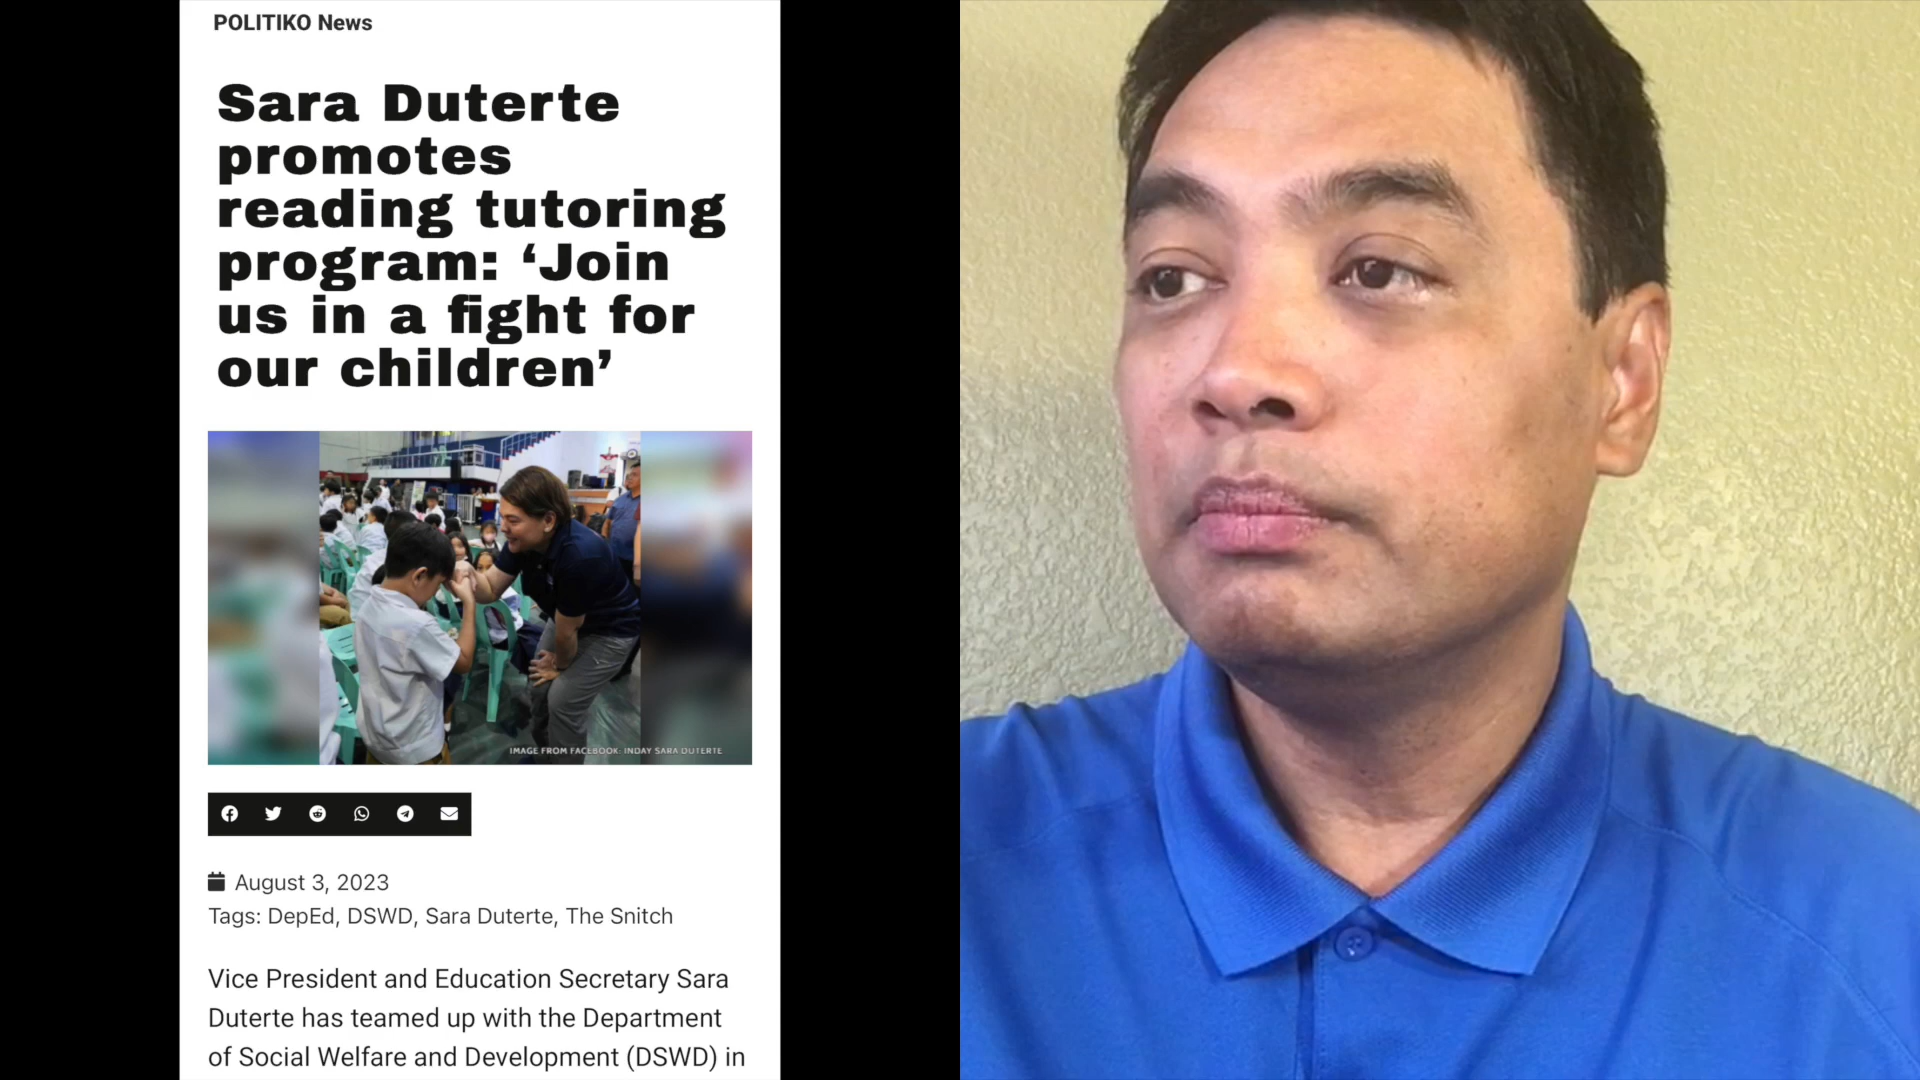 POLITIKO News
Sara Duterte
promotes
reading tutoring
program: ‘Join
us in a fight for
our children’
IMAGE FROM FACEBOOK: INDAY SARA DUTERTE
August 3, 2023
Tags: DepEd, DSWD, Sara Duterte, The Snitch
Vice President and Education Secretary Sara
Duterte has teamed up with the Department
of Social Welfare and Development (DSWD) in